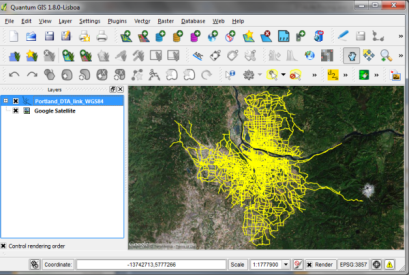 Quantum GIS 1.8.0-Lisboa
File Edit View Layer Settings Plugins Vector Raster Database Web Help
Layers
Portland_DTA_link_WGS84
Google Satellite
Control rendering order
Coordinate: -13742713,5777266 Scale 1:1777900 Render EPSG:3857